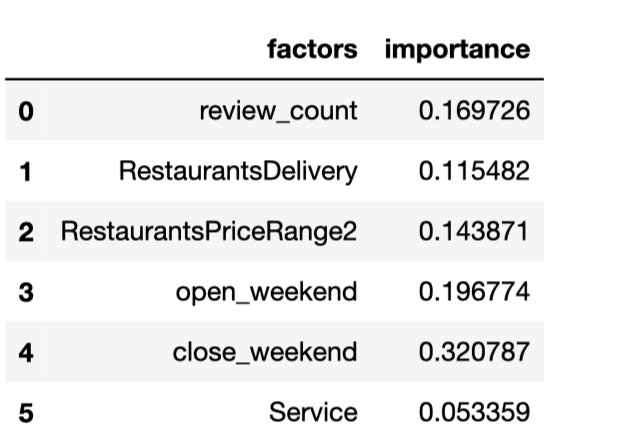 factors importance
0 review_count 0.169726
1 RestaurantsDelivery 0.115482
2 RestaurantsPriceRange2 0.143871
3 open_weekend 0.196774
4 close_weekend 0.320787
5 Service 0.053359